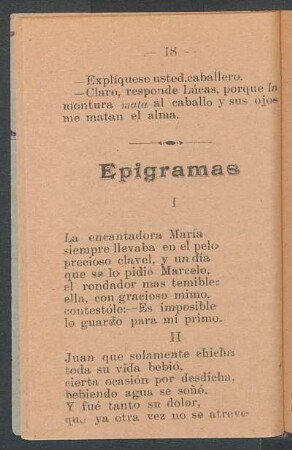 — 18 —
—Explíquese usted, caballero.
—Claro, responde Lúcas, porque la
montura mata al caballo y sus ojos
me matan el alma.
Epigramas
I
La encantadora María
siempre llevaba en el pelo
precioso clavel, y un día
que se lo pidió Marcelo,
el rondador mas temible:
ella, con gracioso mimo,
contestóle:—Es imposible
lo guardo para mi primo.
II
Juan que solamente chicha
toda su vida bebió,
cierta ocasión por desdicha,
bebiendo agua se soñó,
Y fué tanto su dolor,
que ya otra vez no se atreve